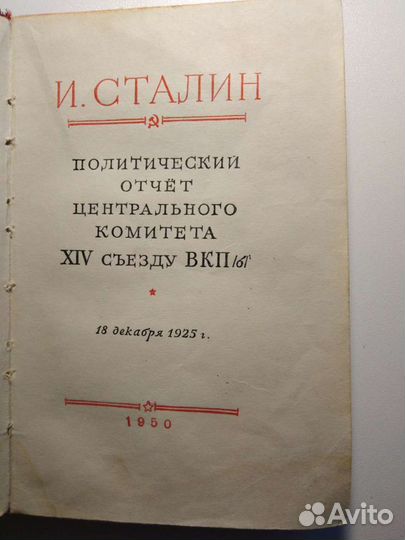 И. СТАЛИН
ПОЛИТИЧЕСКИЙ
ОТЧЁТ
ЦЕНТРАЛЬНОГО
КОМИТЕТА
XIV СЪЕЗДУ ВКП/б/
18 декабря 1925 г.
1950
Avito